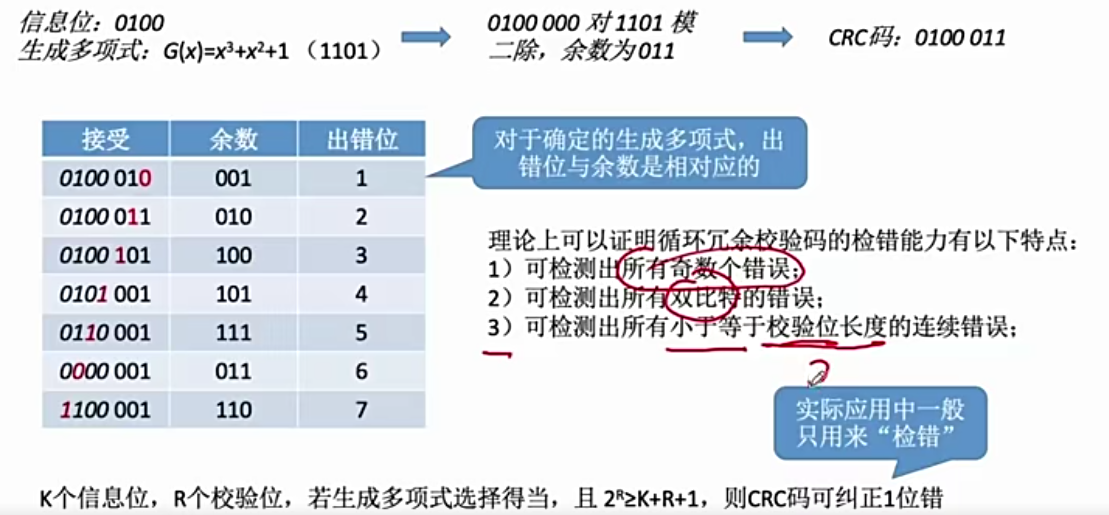 信息位：0100
生成多项式：G(x)=x³+x²+1 （1101）
0100 000 对 1101 模
二除，余数为 011
CRC码：0100 011
接受 余数 出错位
0100 010 001 1
0100 011 010 2
0100 101 100 3
0101 001 101 4
0110 001 111 5
0000 001 011 6
1100 001 110 7
对于确定的生成多项式，出
错位与余数是相对应的
理论上可以证明循环冗余校验码的检错能力有以下特点：
1）可检测出所有奇数个错误；
2）可检测出所有双比特的错误；
3）可检测出所有小于等于校验位长度的连续错误；
实际应用中一般
只用来“检错”
K个信息位，R个校验位，若生成多项式选择得当，且 2ᴿ≥K+R+1，则CRC码可纠正1位错